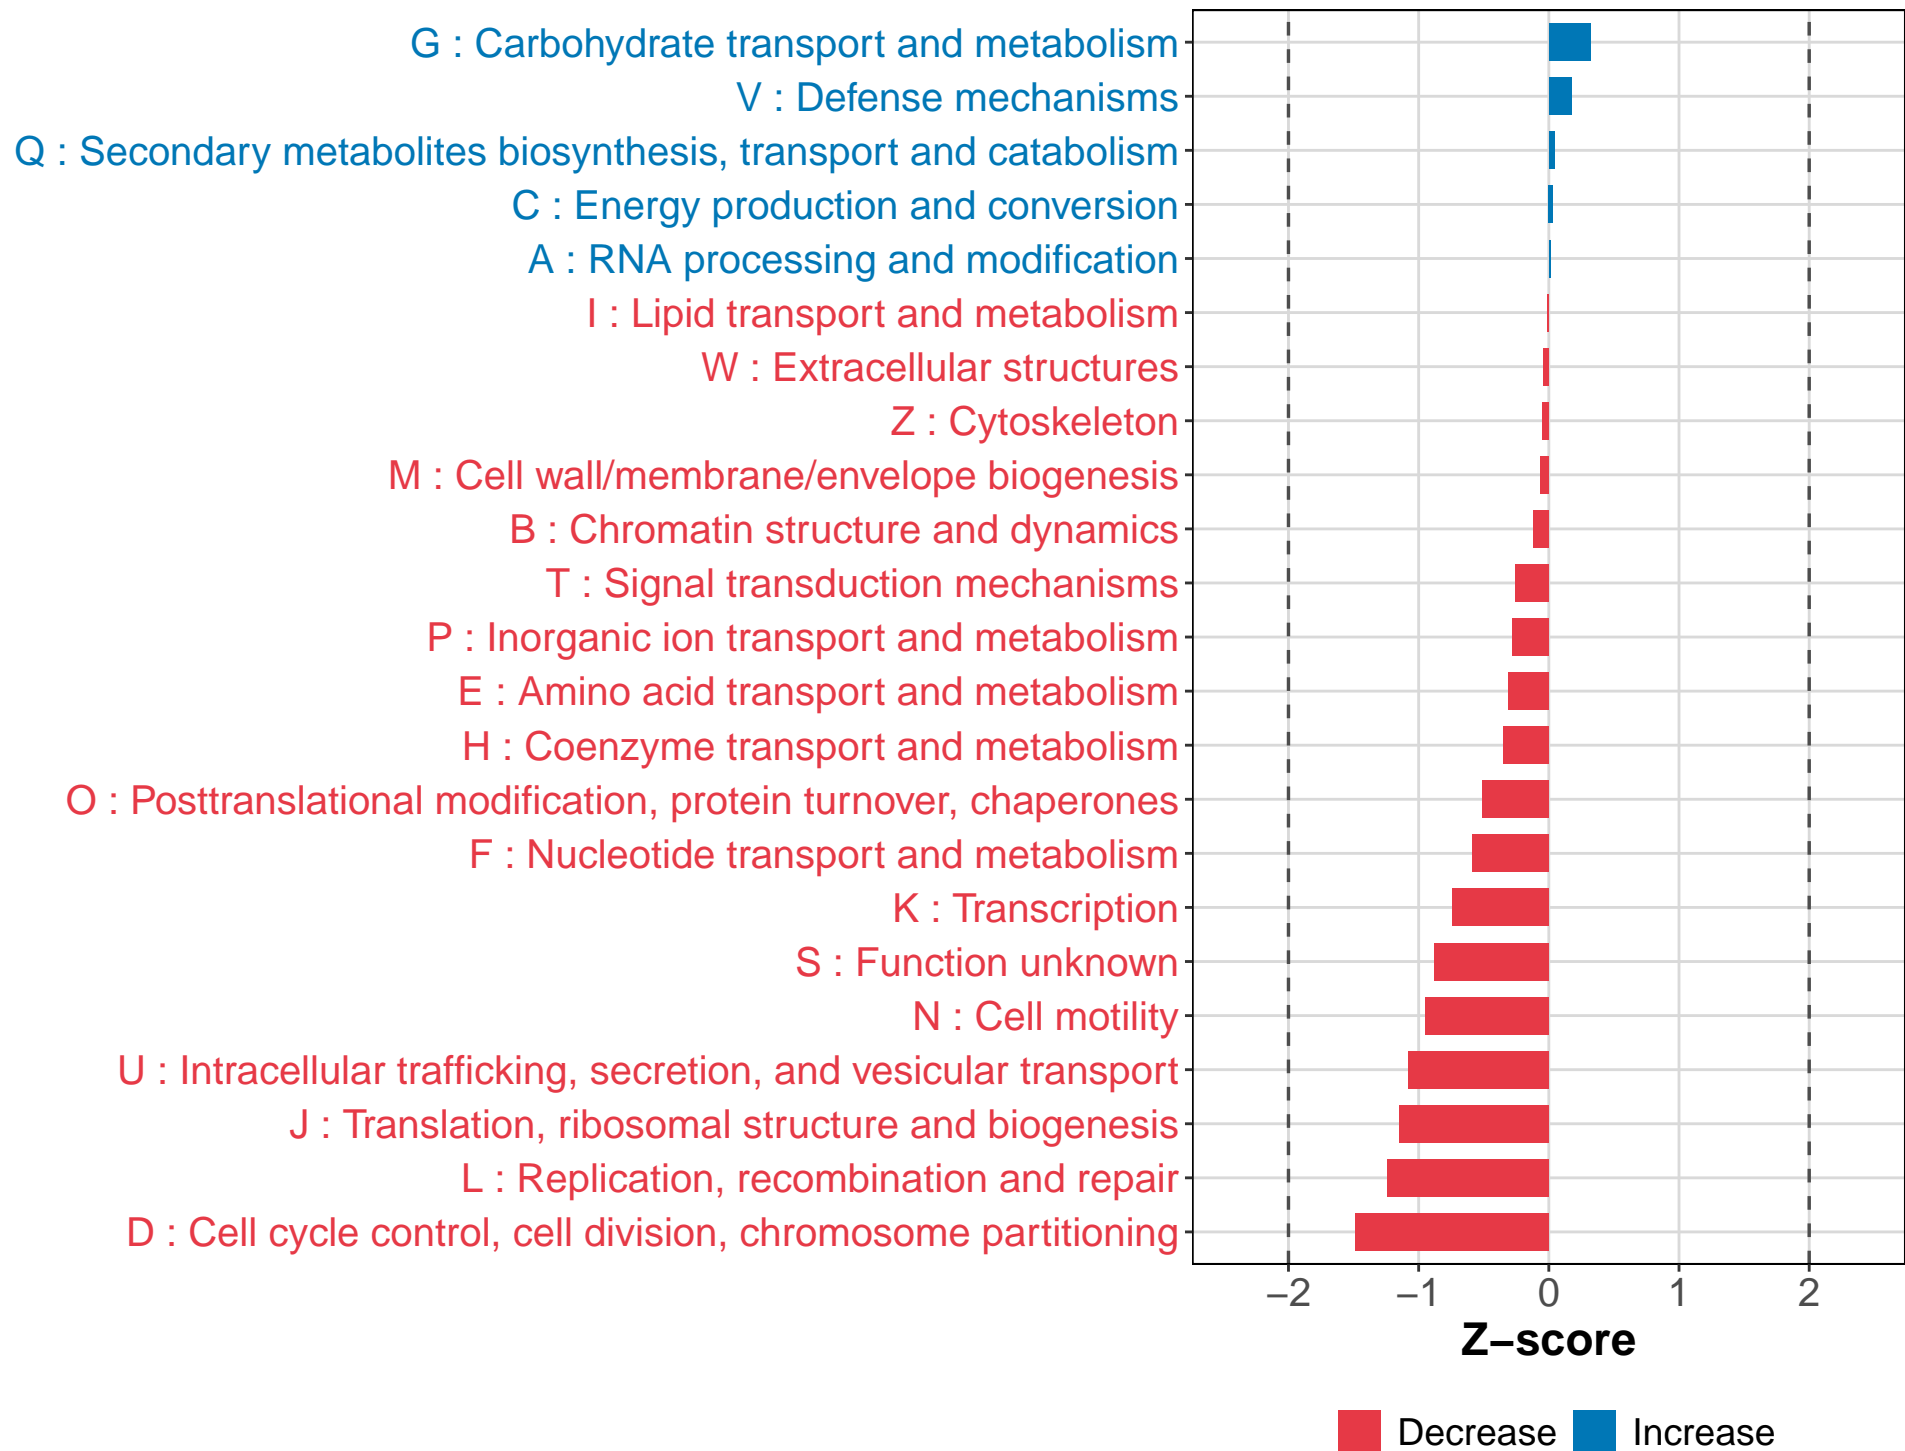 G : Carbohydrate transport and metabolism
V : Defense mechanisms
Q : Secondary metabolites biosynthesis, transport and catabolism
C : Energy production and conversion
A : RNA processing and modification
I : Lipid transport and metabolism
W : Extracellular structures
Z : Cytoskeleton
M : Cell wall/membrane/envelope biogenesis
B : Chromatin structure and dynamics
T : Signal transduction mechanisms
P : Inorganic ion transport and metabolism
E : Amino acid transport and metabolism
H : Coenzyme transport and metabolism
O : Posttranslational modification, protein turnover, chaperones
F : Nucleotide transport and metabolism
K : Transcription
S : Function unknown
N : Cell motility
U : Intracellular trafficking, secretion, and vesicular transport
J : Translation, ribosomal structure and biogenesis
L : Replication, recombination and repair
D : Cell cycle control, cell division, chromosome partitioning
−2 −1 0 1 2
Z−score
Decrease Increase